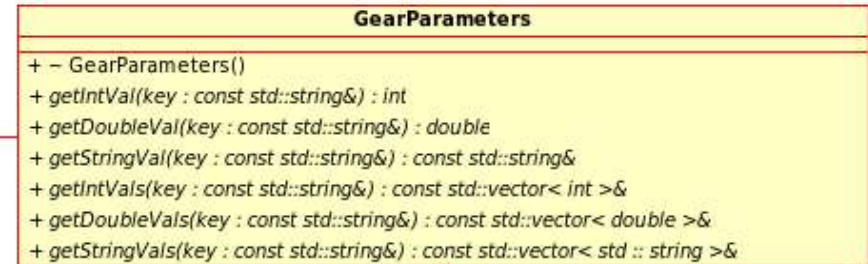 GearParameters
+ ~ GearParameters()
+ getIntVal(key : const std::string&) : int
+ getDoubleVal(key : const std::string&) : double
+ getStringVal(key : const std::string&) : const std::string&
+ getIntVals(key : const std::string&) : const std::vector< int >&
+ getDoubleVals(key : const std::string&) : const std::vector< double >&
+ getStringVals(key : const std::string&) : const std::vector< std :: string >&